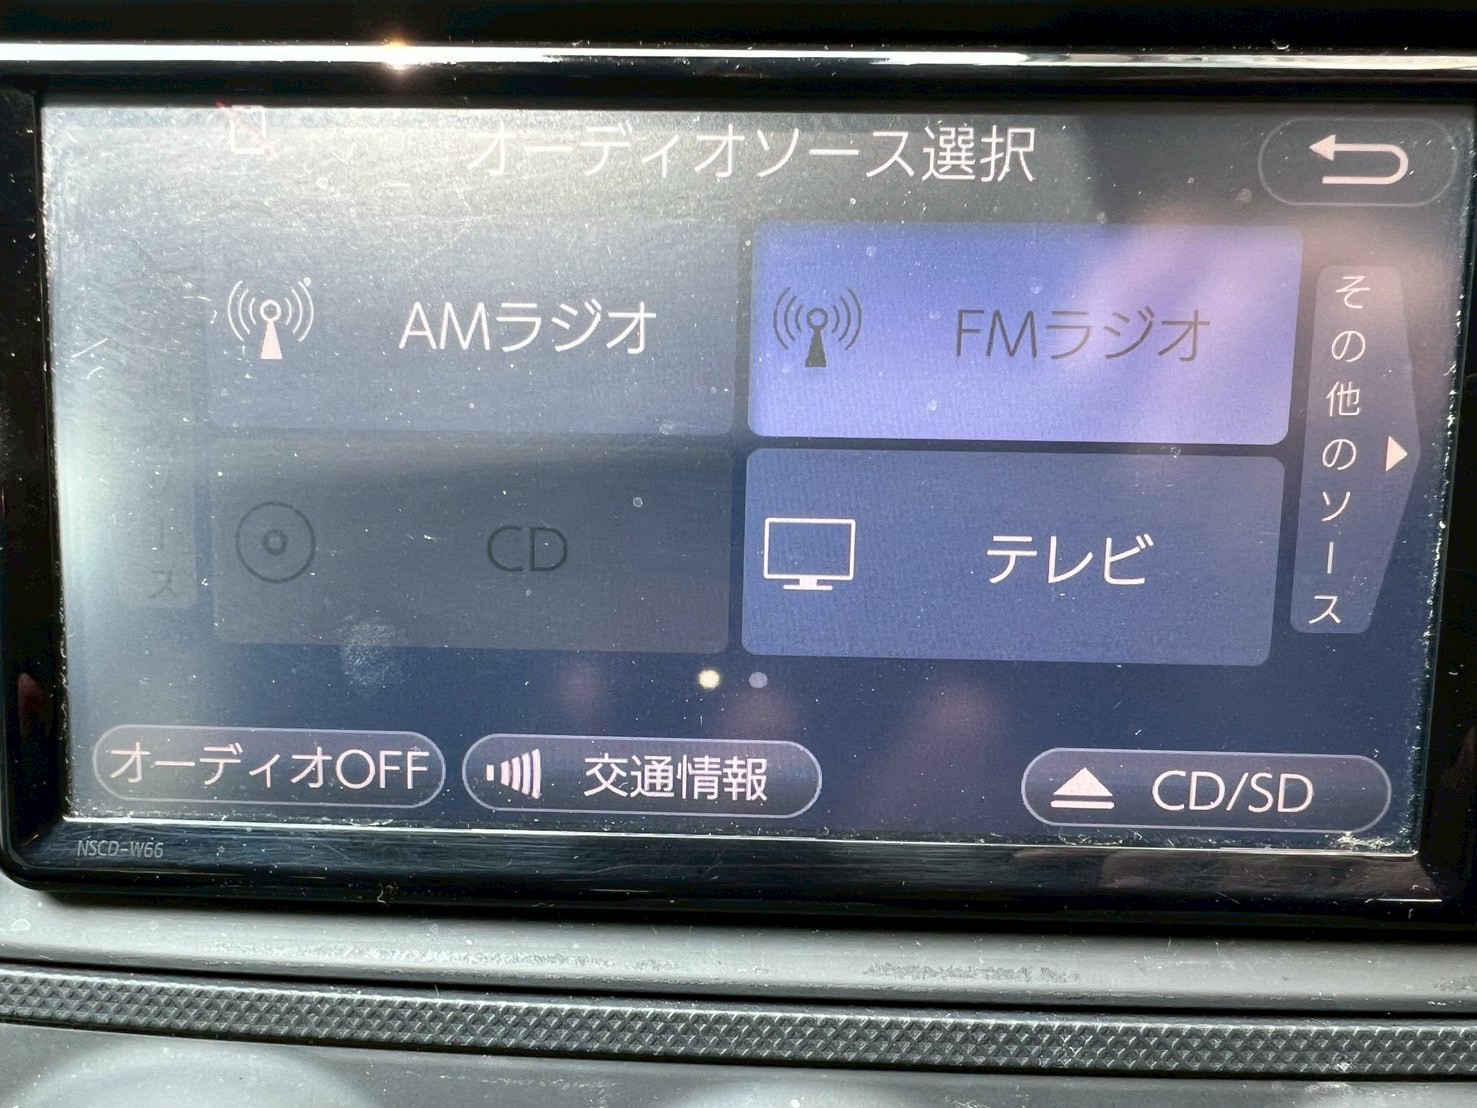 オーディオソース選択
AMラジオ
FMラジオ
CD
テレビ
その他のソース
ース
オーディオOFF
交通情報
CD/SD
NSCD-W66